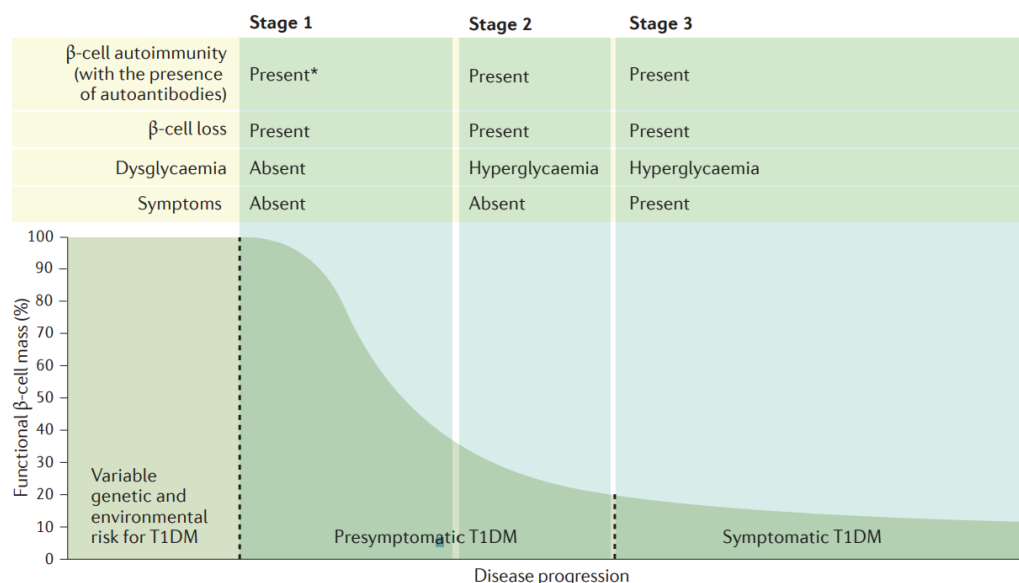 Stage 1 Stage 2 Stage 3
β-cell autoimmunity
(with the presence
of autoantibodies)
Present* Present Present
β-cell loss Present Present Present
Dysglycaemia Absent Hyperglycaemia Hyperglycaemia
Symptoms Absent Absent Present
Functional β-cell mass (%)
100
90
80
70
60
50
40
30
20
10
0
Variable
genetic and
environmental
risk for T1DM
Presymptomatic T1DM
Symptomatic T1DM
Disease progression